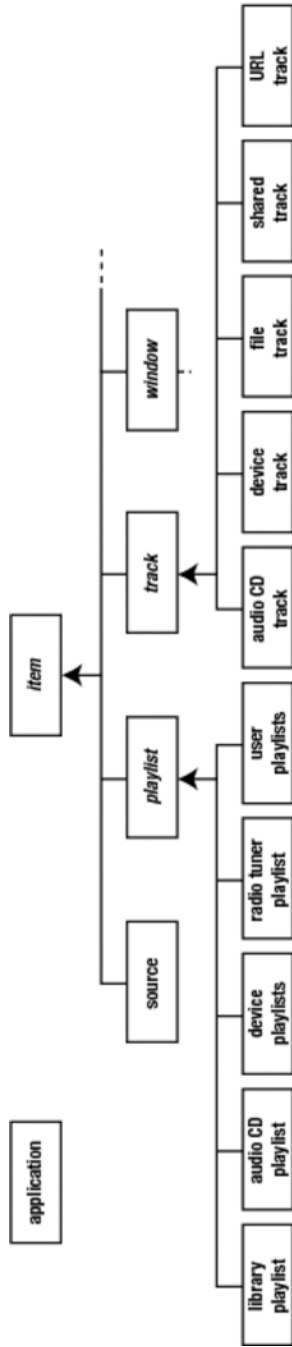 application
item
source
playlist
track
window
library
playlist
audio CD
playlist
device
playlists
radio tuner
playlist
user
playlists
audio CD
track
device
track
file
track
shared
track
URL
track